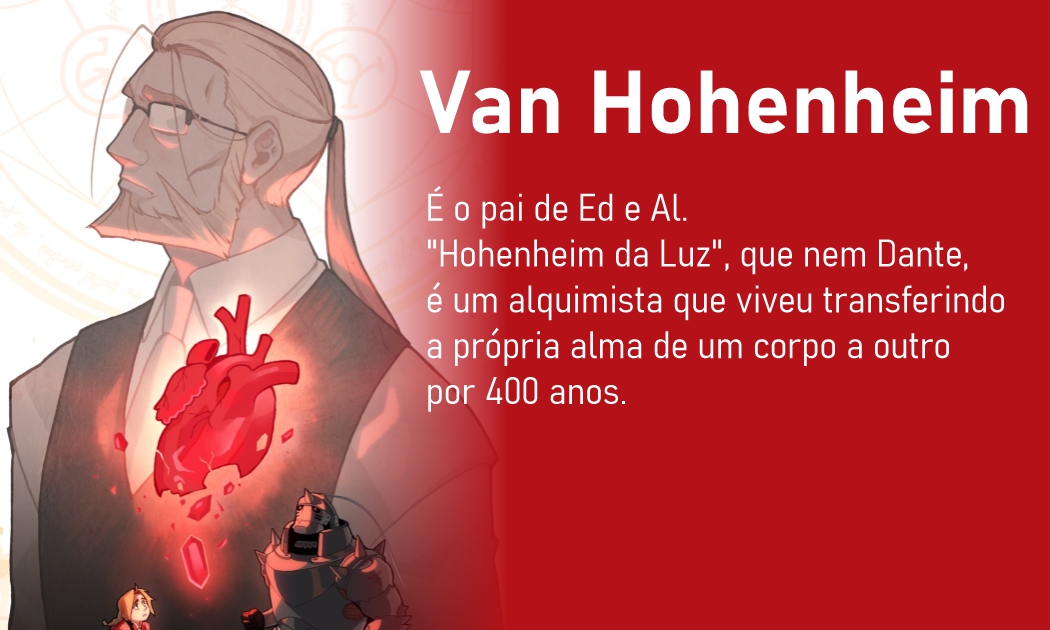 Van Hohenheim
É o pai de Ed e Al.
"Hohenheim da Luz", que nem Dante,
é um alquimista que viveu transferindo
a própria alma de um corpo a outro
por 400 anos.